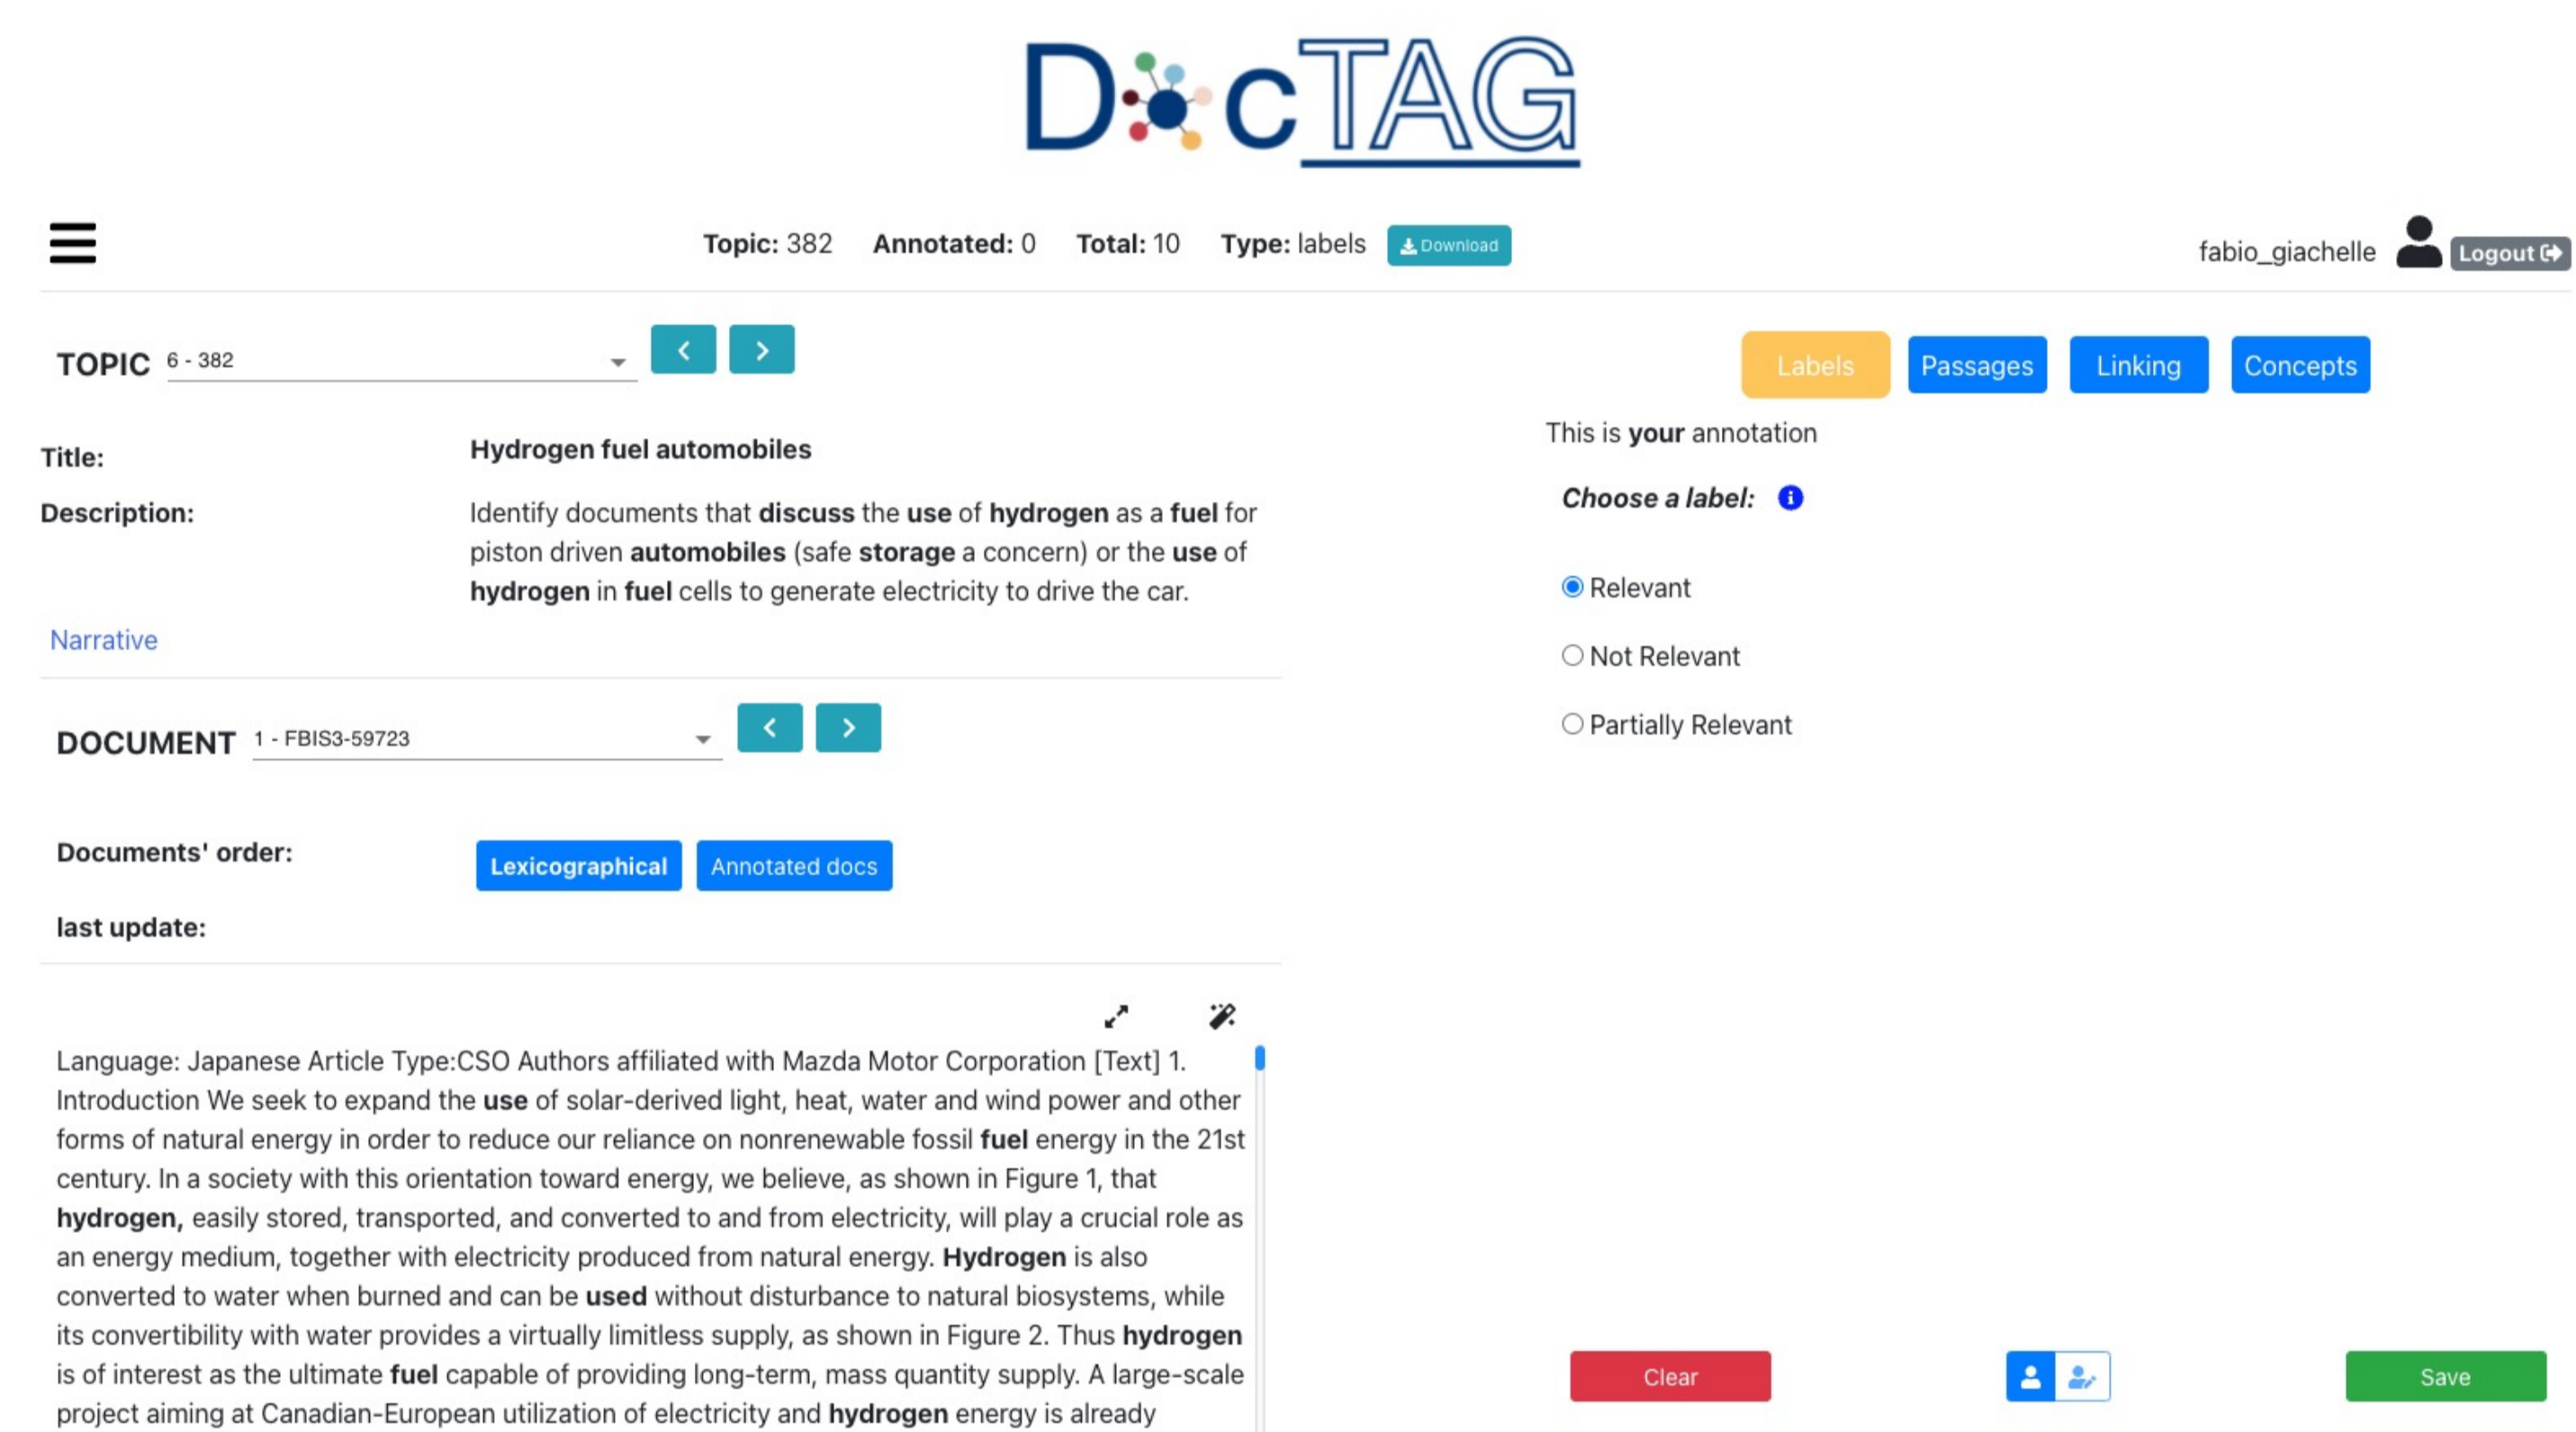 DocTAG
Topic: 382 Annotated: 0 Total: 10 Type: labels Download
fabio_giachelle Logout
TOPIC 6 - 382
Title: Hydrogen fuel automobiles
Description: Identify documents that discuss the use of hydrogen as a fuel for
piston driven automobiles (safe storage a concern) or the use of
hydrogen in fuel cells to generate electricity to drive the car.
Narrative
DOCUMENT 1 - FBIS3-59723
Documents' order: Lexicographical Annotated docs
last update:
Language: Japanese Article Type:CSO Authors affiliated with Mazda Motor Corporation [Text] 1.
Introduction We seek to expand the use of solar-derived light, heat, water and wind power and other
forms of natural energy in order to reduce our reliance on nonrenewable fossil fuel energy in the 21st
century. In a society with this orientation toward energy, we believe, as shown in Figure 1, that
hydrogen, easily stored, transported, and converted to and from electricity, will play a crucial role as
an energy medium, together with electricity produced from natural energy. Hydrogen is also
converted to water when burned and can be used without disturbance to natural biosystems, while
its convertibility with water provides a virtually limitless supply, as shown in Figure 2. Thus hydrogen
is of interest as the ultimate fuel capable of providing long-term, mass quantity supply. A large-scale
project aiming at Canadian-European utilization of electricity and hydrogen energy is already
Labels Passages Linking Concepts
This is your annotation
Choose a label:
Relevant
Not Relevant
Partially Relevant
Clear Save